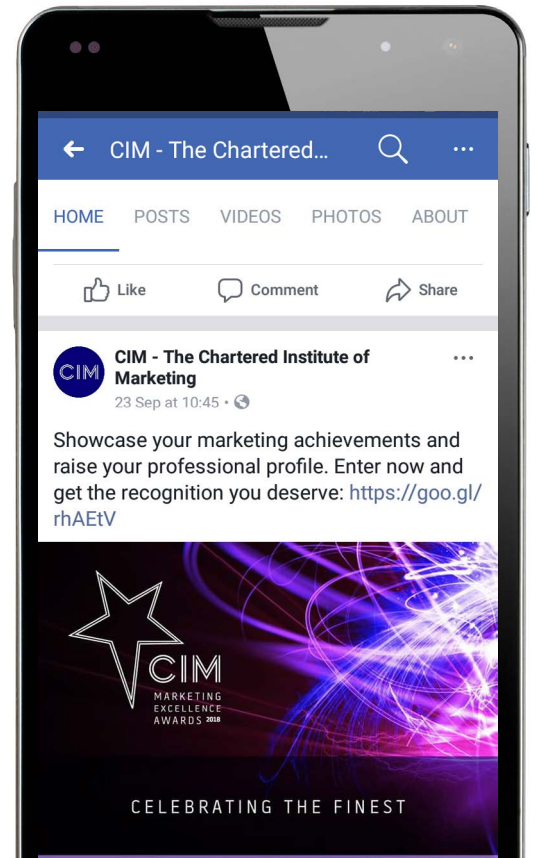 CIM - The Chartered...
HOME POSTS VIDEOS PHOTOS ABOUT
Like Comment Share
CIM
CIM - The Chartered Institute of
Marketing
23 Sep at 10:45 •
Showcase your marketing achievements and
raise your professional profile. Enter now and
get the recognition you deserve: https://goo.gl/
rhAEtV
CIM
MARKETING
EXCELLENCE
AWARDS 2018
CELEBRATING THE FINEST